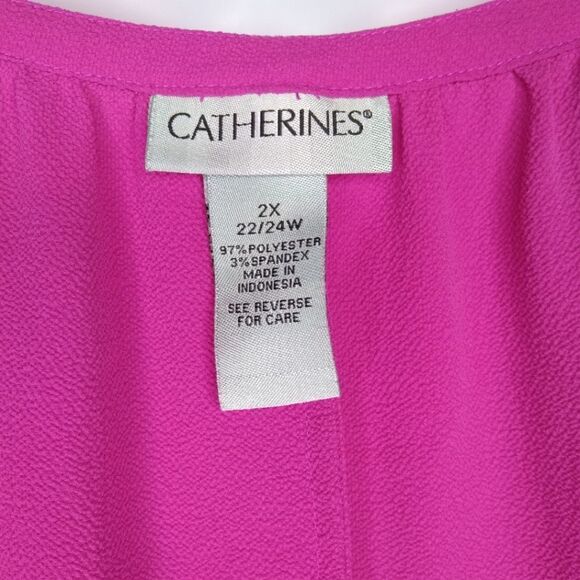 CATHERINES®
2X
22/24W
97% POLYESTER
3% SPANDEX
MADE IN
INDONESIA
SEE REVERSE
FOR CARE